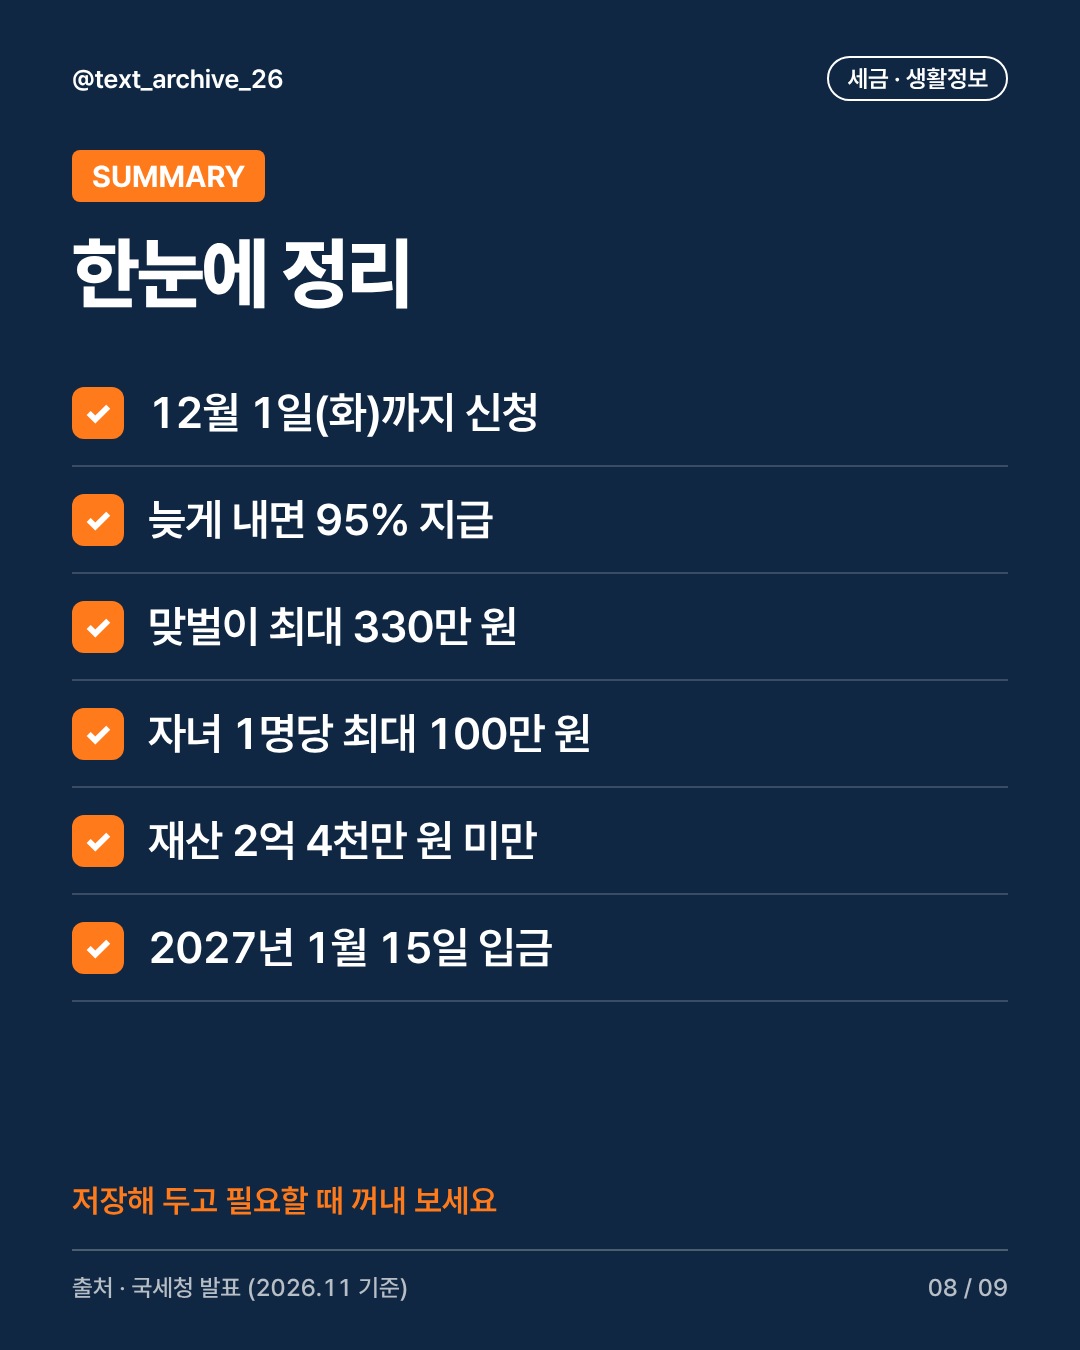 @text_archive_26
세금 · 생활정보
SUMMARY
한눈에 정리
12월 1일(화)까지 신청
늦게 내면 95% 지급
맞벌이 최대 330만 원
자녀 1명당 최대 100만 원
재산 2억 4천만 원 미만
2027년 1월 15일 입금
저장해 두고 필요할 때 꺼내 보세요
출처 · 국세청 발표 (2026.11 기준)
08 / 09